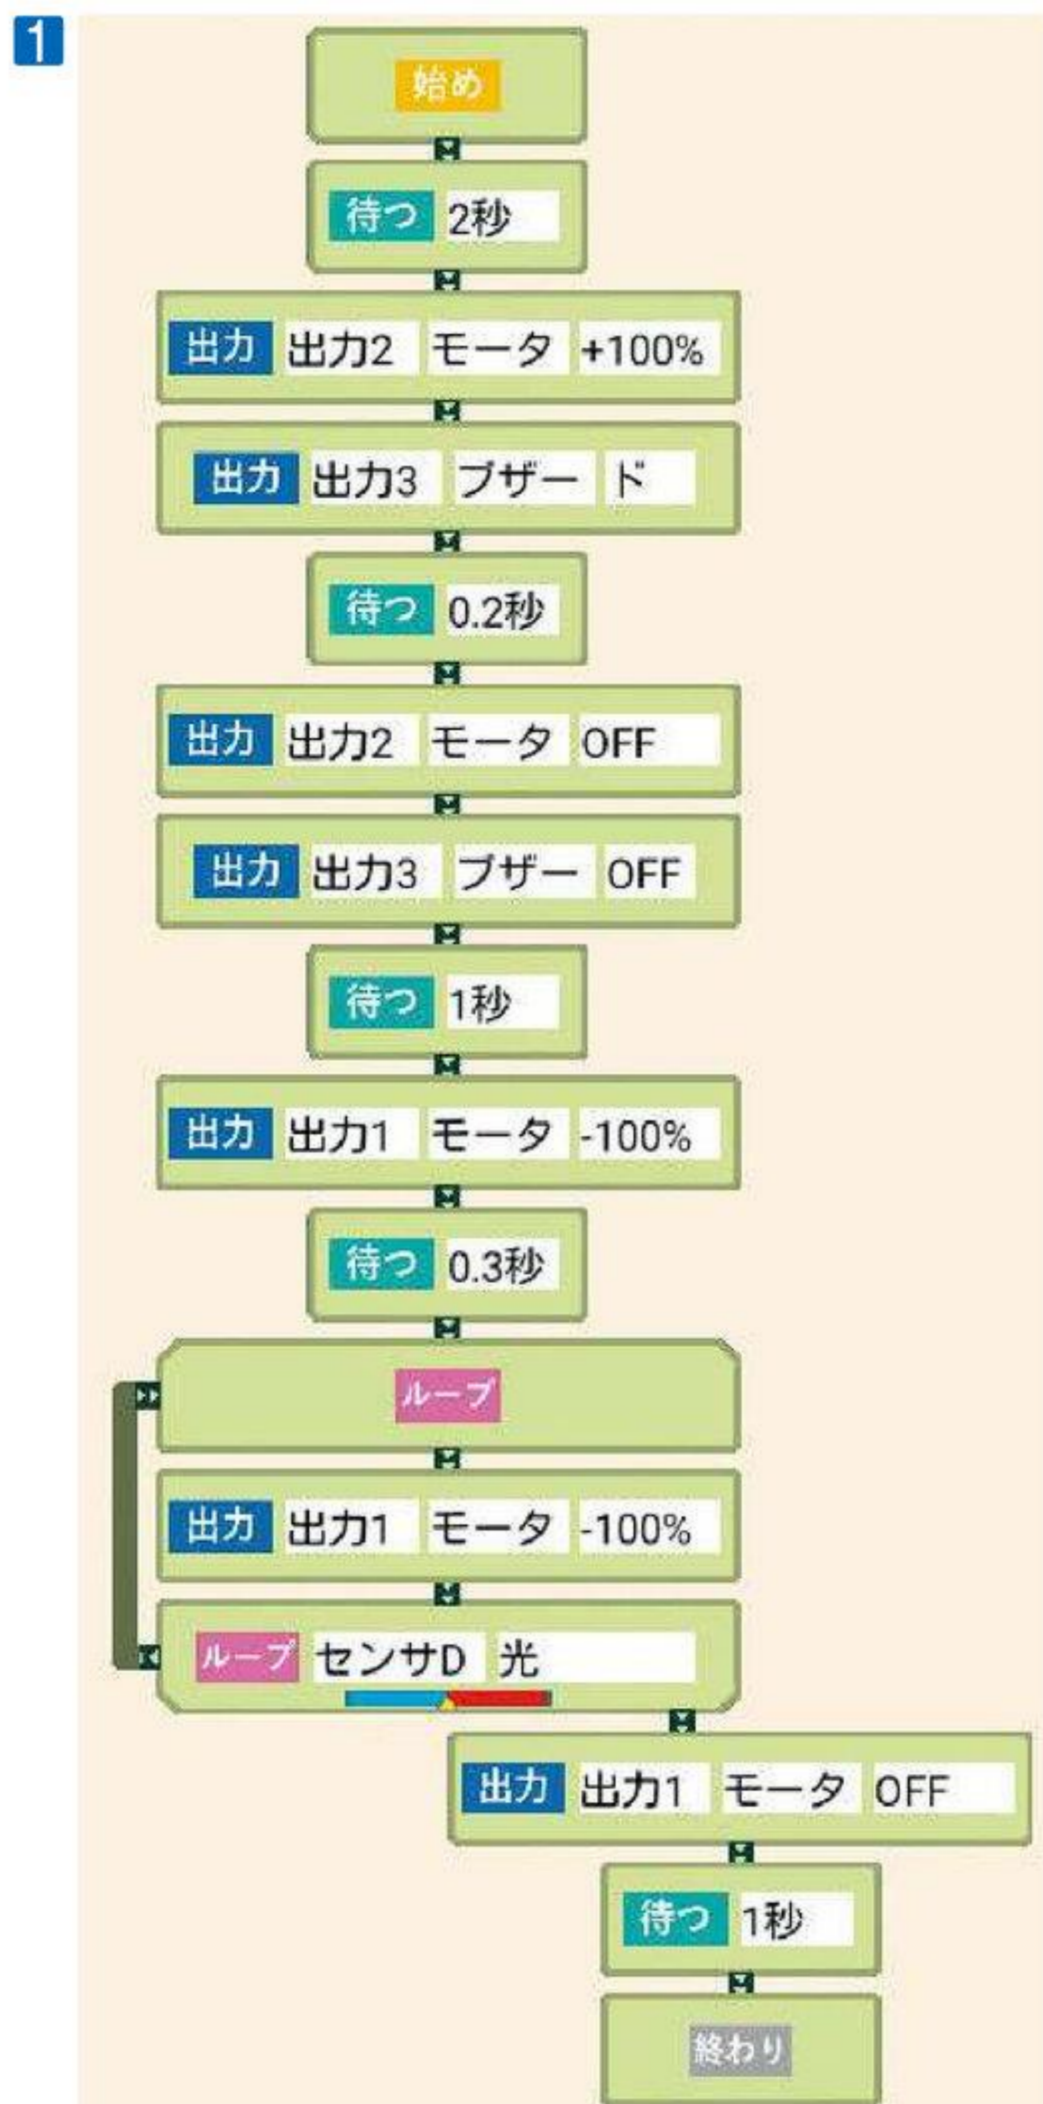 1
始め
待つ 2秒
出力 出力2 モータ +100%
出力 出力3 ブザー ド
待つ 0.2秒
出力 出力2 モータ OFF
出力 出力3 ブザー OFF
待つ 1秒
出力 出力1 モータ -100%
待つ 0.3秒
ループ
出力 出力1 モータ -100%
ループ センサD 光
出力 出力1 モータ OFF
待つ 1秒
終わり